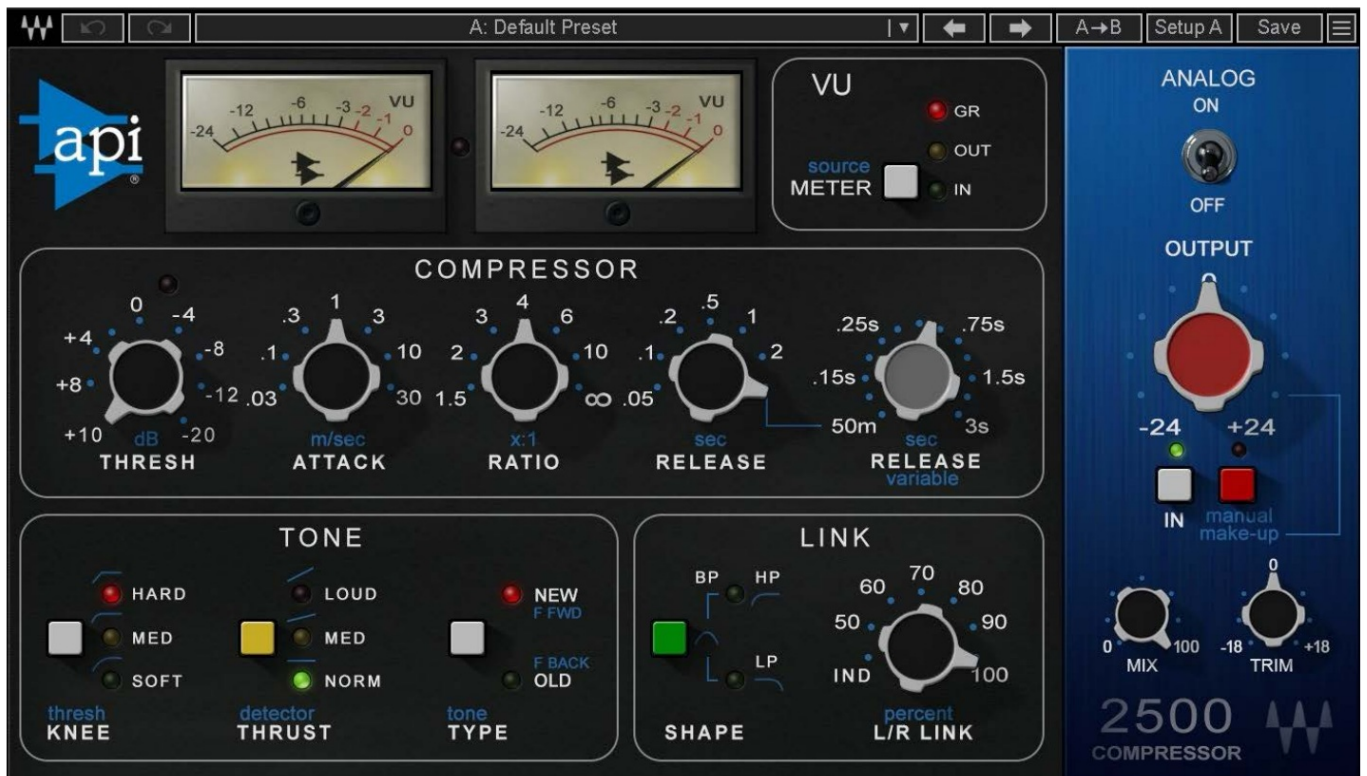 A: Default Preset
A→B
Setup A
Save
api
®
-24 -12 -6 -3 -2 -1 0 VU
-24 -12 -6 -3 -2 -1 0 VU
VU
GR
OUT
IN
source
METER
ANALOG
ON
OFF
OUTPUT
0
-24 +24
IN
manual
make-up
COMPRESSOR
+10 +8 +4 0 -4 -8 -12 -20
dB
THRESH
.03 .1 .3 1 3 10 30
m/sec
ATTACK
1.5 2 3 4 6 10 ∞
x:1
RATIO
.05 .1 .2 .5 1 2
sec
RELEASE
50m .15s .25s .75s 1.5s 3s
sec
RELEASE
variable
TONE
HARD
MED
SOFT
thresh
KNEE
LOUD
MED
NORM
detector
THRUST
NEW
F FWD
F BACK
OLD
tone
TYPE
LINK
BP HP
LP
SHAPE
IND 50 60 70 80 90 100
percent
L/R LINK
0 100
MIX
0
-18 +18
TRIM
2500
COMPRESSOR